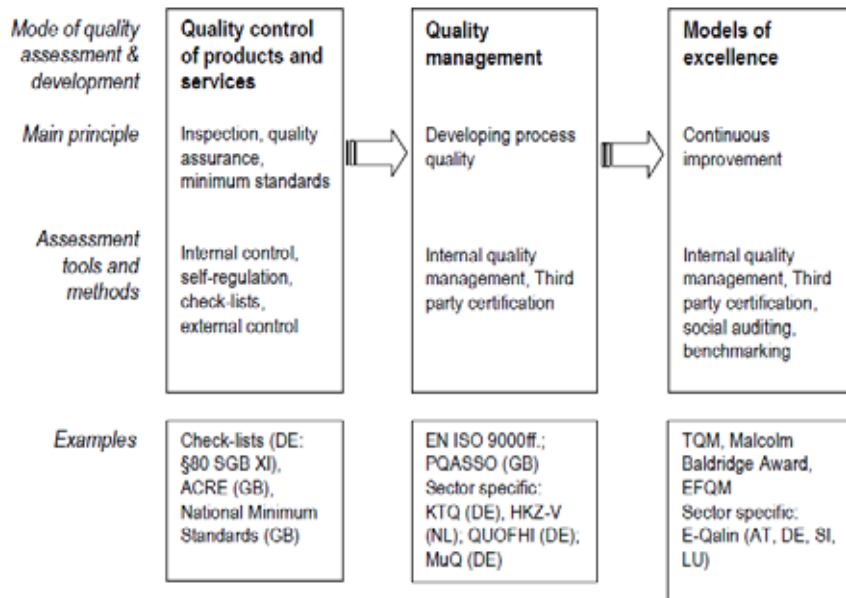 Mode of quality
assessment &
development
Quality control
of products and
services
Quality
management
Models of
excellence
Main principle
Inspection, quality
assurance,
minimum standards
Developing process
quality
Continuous
improvement
Assessment
tools and
methods
Internal control,
self-regulation,
check-lists,
external control
Internal quality
management, Third
party certification
Internal quality
management, Third
party certification,
social auditing,
benchmarking
Examples
Check-lists (DE:
§80 SGB XI),
ACRE (GB),
National Minimum
Standards (GB)
EN ISO 9000ff.;
PQASSO (GB)
Sector specific:
KTQ (DE), HKZ-V
(NL); QUOFHI (DE);
MuQ (DE)
TQM, Malcolm
Baldridge Award,
EFQM
Sector specific:
E-Qalin (AT, DE, SI,
LU)